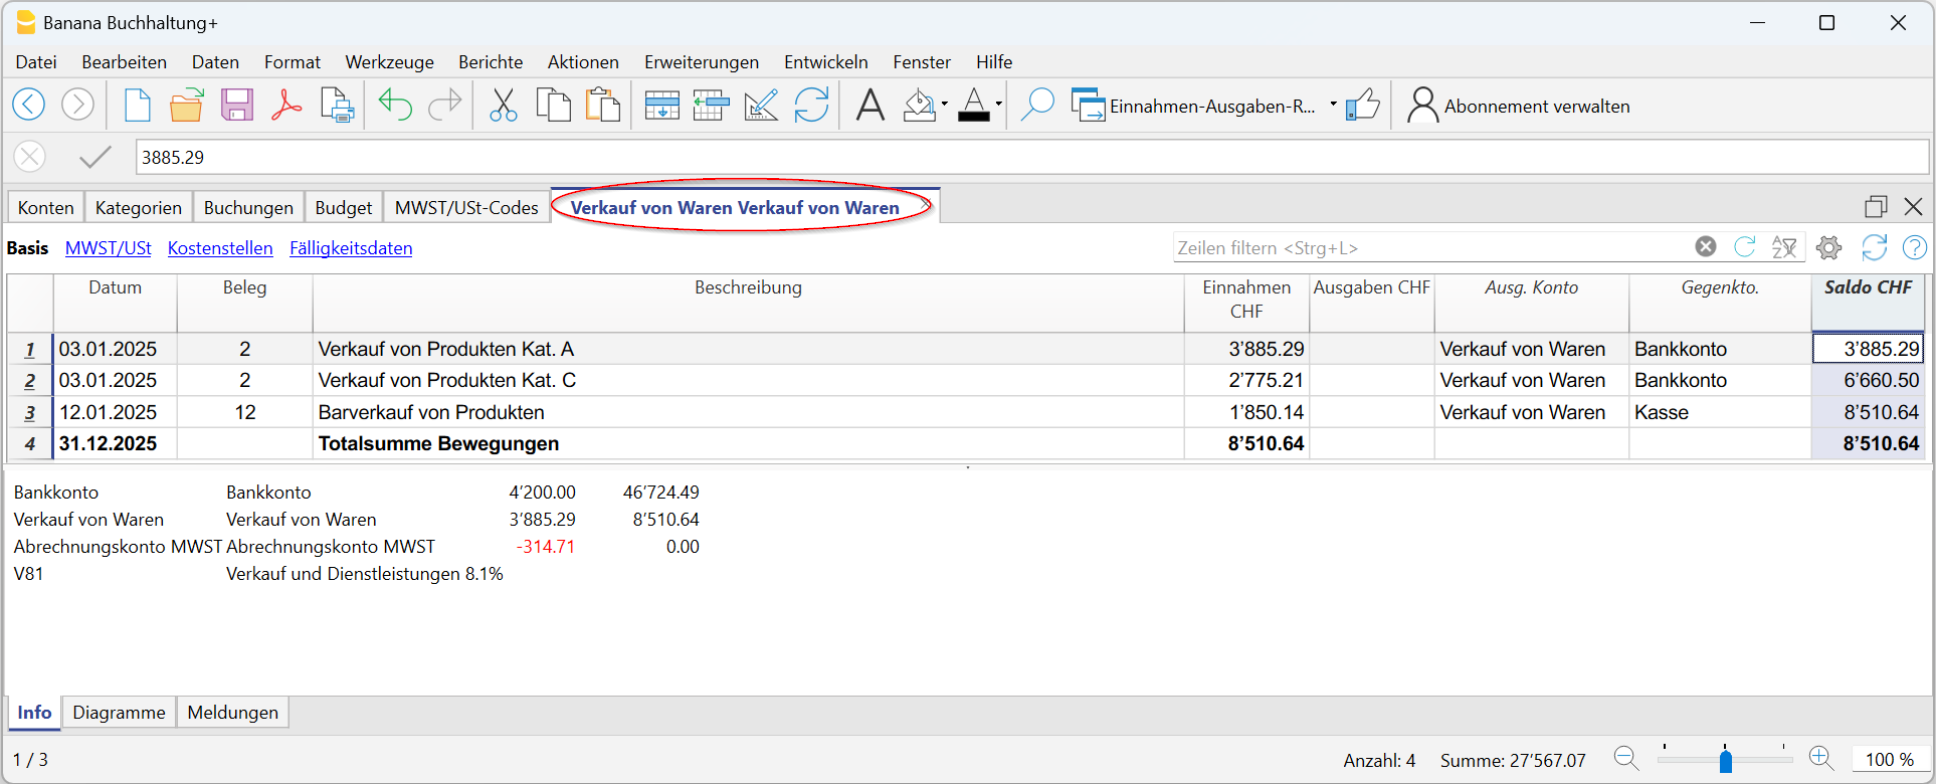 Banana Buchhaltung+
Datei Bearbeiten Daten Format Werkzeuge Berichte Aktionen Erweiterungen Entwickeln Fenster Hilfe
Einnahmen-Ausgaben-R... Abonnement verwalten
3885.29
Konten Kategorien Buchungen Budget MWST/USt-Codes Verkauf von Waren Verkauf von Waren
Basis MWST/USt Kostenstellen Fälligkeitsdaten Zeilen filtern <Strg+L>
Datum Beleg Beschreibung Einnahmen CHF Ausgaben CHF Ausg. Konto Gegenkto. Saldo CHF
1 03.01.2025 2 Verkauf von Produkten Kat. A 3’885.29 Verkauf von Waren Bankkonto 3’885.29
2 03.01.2025 2 Verkauf von Produkten Kat. C 2’775.21 Verkauf von Waren Bankkonto 6’660.50
3 12.01.2025 12 Barverkauf von Produkten 1’850.14 Verkauf von Waren Kasse 8’510.64
4 31.12.2025 Totalsumme Bewegungen 8’510.64 8’510.64
Bankkonto Bankkonto 4’200.00 46’724.49
Verkauf von Waren Verkauf von Waren 3’885.29 8’510.64
Abrechnungskonto MWST Abrechnungskonto MWST -314.71 0.00
V81 Verkauf und Dienstleistungen 8.1%
Info Diagramme Meldungen
1 / 3 Anzahl: 4 Summe: 27’567.07 100 %